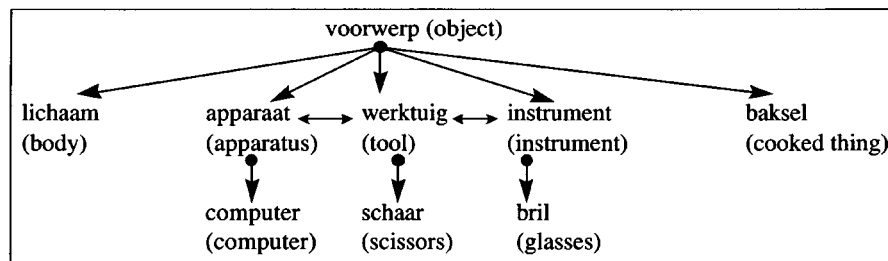 voorwerp (object)
lichaam apparaat werktuig instrument baksel
(body) (apparatus) (tool) (instrument) (cooked thing)
computer schaar bril
(computer) (scissors) (glasses)